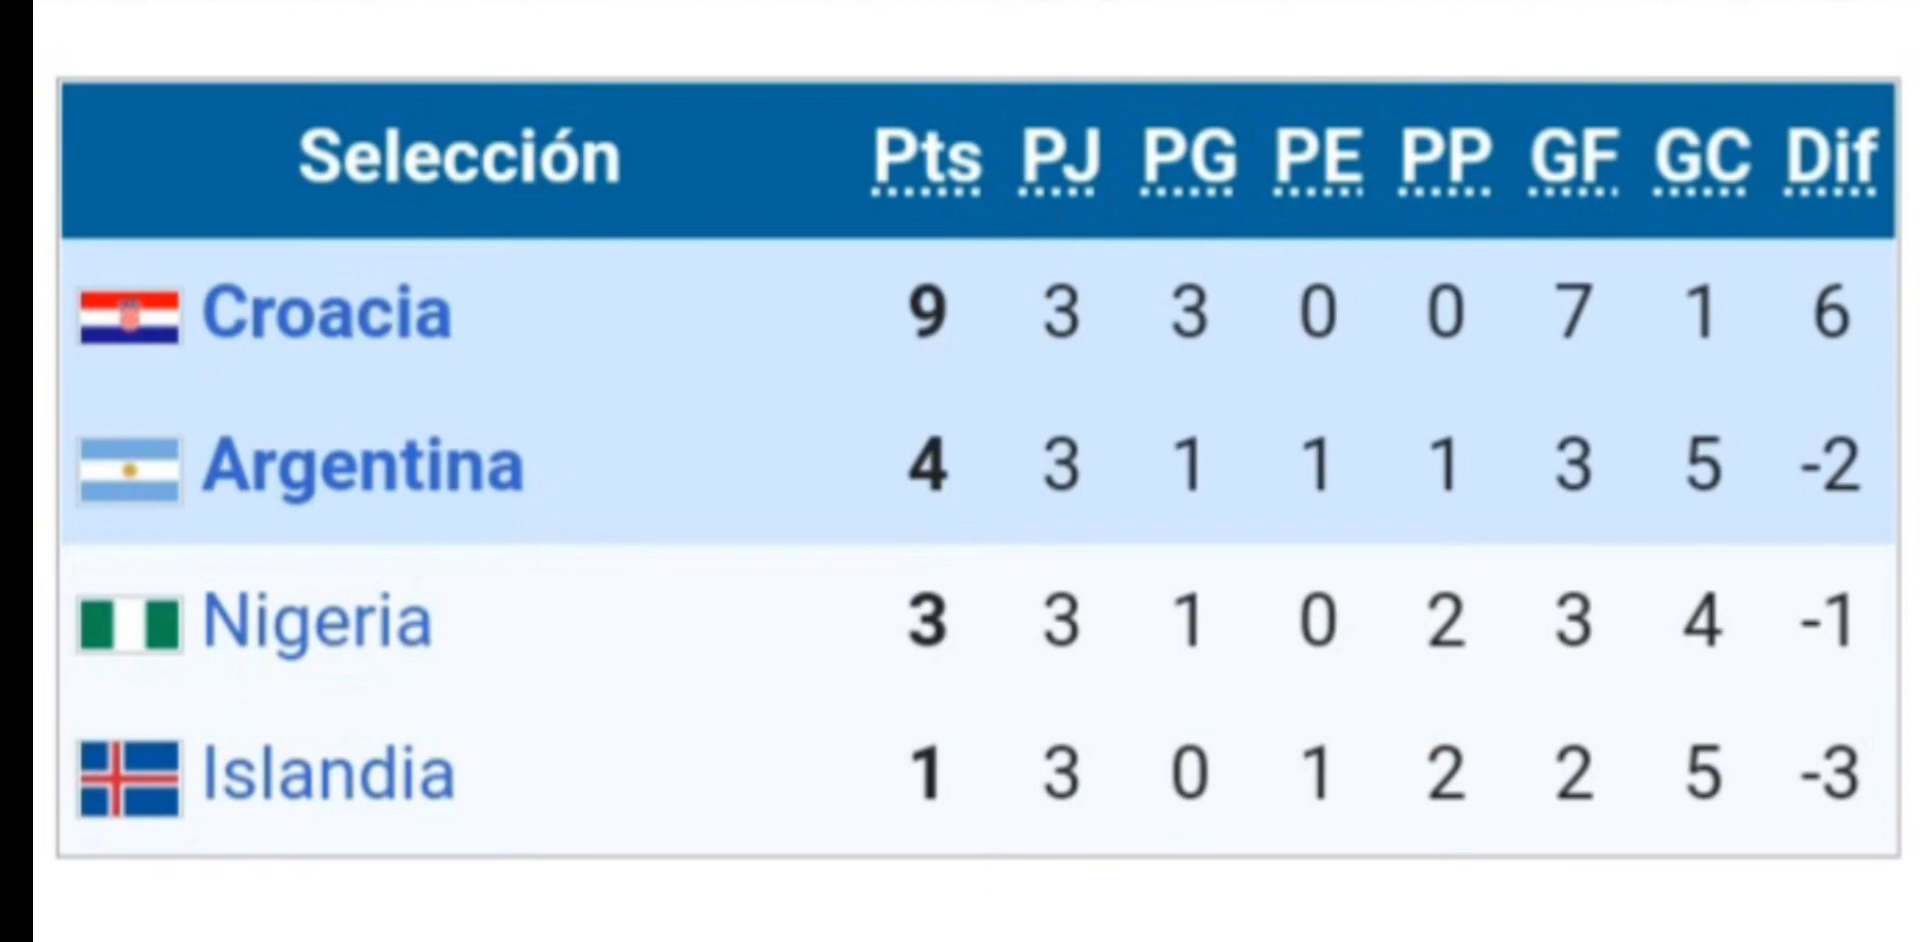 Selección Pts PJ PG PE PP GF GC Dif
Croacia 9 3 3 0 0 7 1 6
Argentina 4 3 1 1 1 3 5 -2
Nigeria 3 3 1 0 2 3 4 -1
Islandia 1 3 0 1 2 2 5 -3